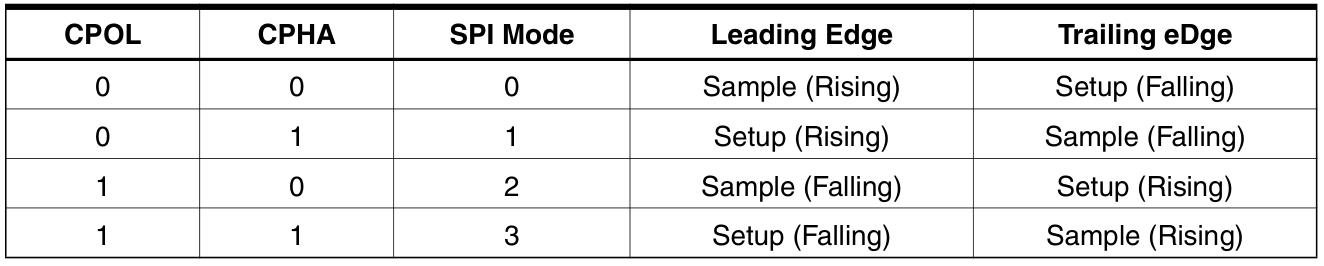 CPOL CPHA SPI Mode Leading Edge Trailing eDge
0 0 0 Sample (Rising) Setup (Falling)
0 1 1 Setup (Rising) Sample (Falling)
1 0 2 Sample (Falling) Setup (Rising)
1 1 3 Setup (Falling) Sample (Rising)